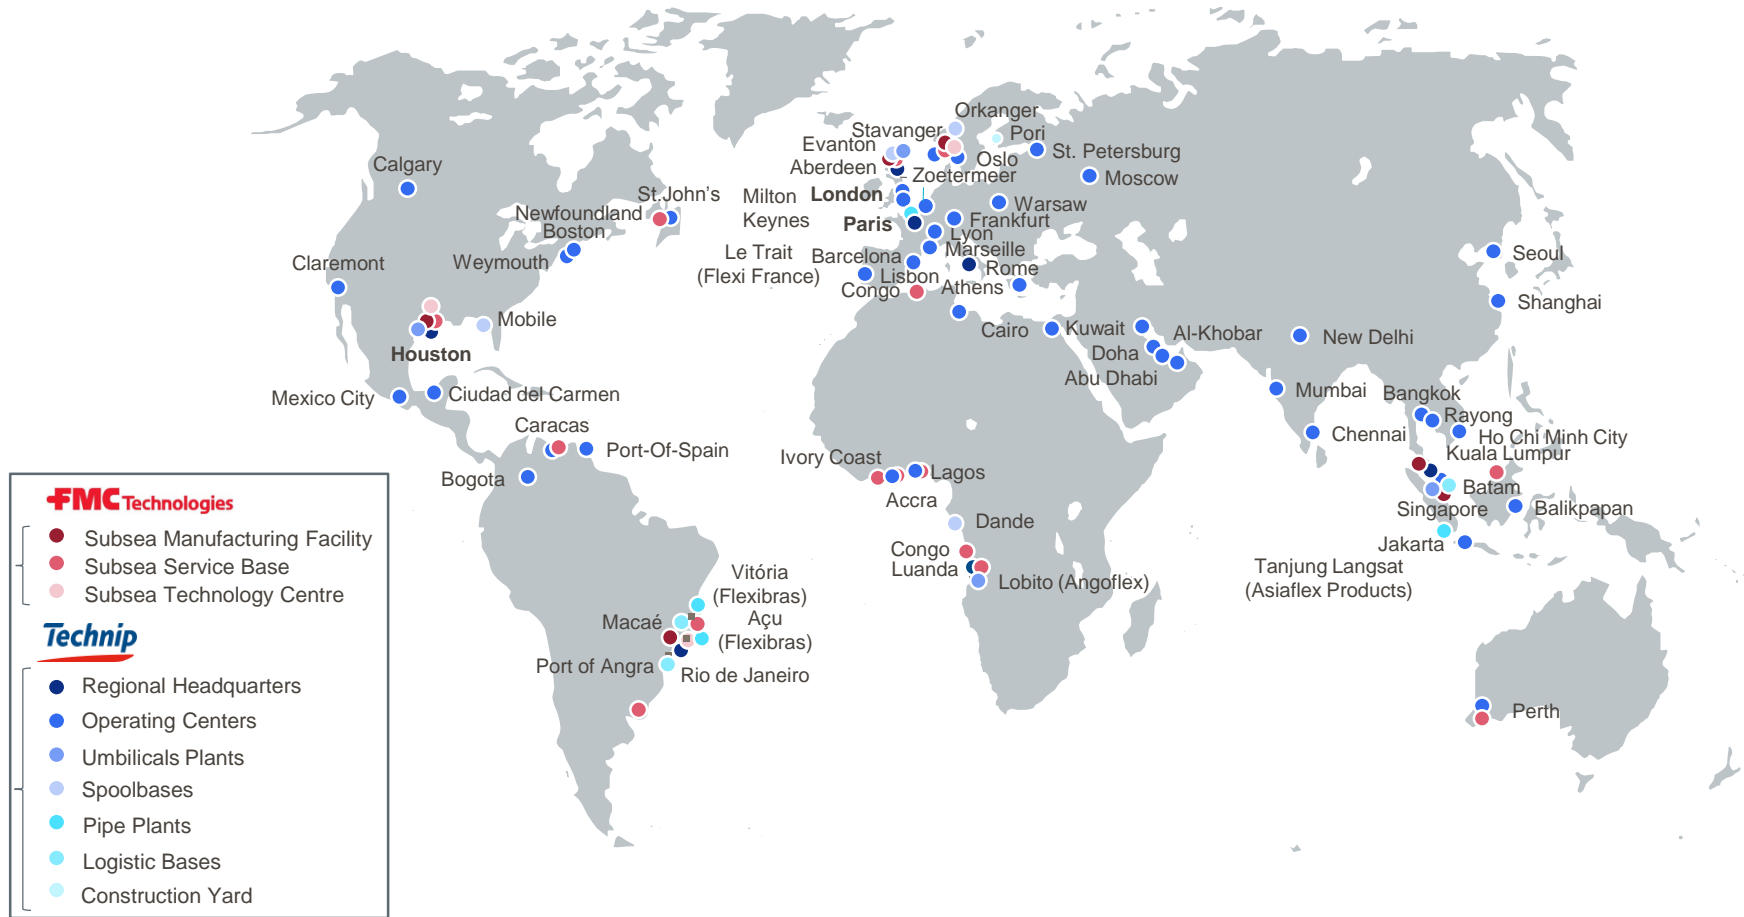 Orkanger
Stavanger
Pori
Evanton
Oslo
St. Petersburg
Aberdeen
Zoetermeer
Moscow
Calgary
St.John's
Milton
Keynes
London
Warsaw
Newfoundland
Paris
Frankfurt
Boston
Lyon
Weymouth
Le Trait
(Flexi France)
Barcelona
Marseille
Seoul
Claremont
Lisbon
Rome
Congo
Athens
Shanghai
Mobile
Cairo
Kuwait
Al-Khobar
New Delhi
Houston
Doha
Abu Dhabi
Mexico City
Ciudad del Carmen
Mumbai
Bangkok
Rayong
Caracas
Chennai
Ho Chi Minh City
Port-Of-Spain
Ivory Coast
Kuala Lumpur
Bogota
Lagos
Batam
Accra
Singapore
Balikpapan
Dande
Jakarta
Congo
Luanda
Lobito (Angoflex)
Tanjung Langsat
(Asiaflex Products)
Vitória
(Flexibras)
Macaé
Açu
(Flexibras)
Port of Angra
Rio de Janeiro
Perth
FMC Technologies
Subsea Manufacturing Facility
Subsea Service Base
Subsea Technology Centre
Technip
Regional Headquarters
Operating Centers
Umbilicals Plants
Spoolbases
Pipe Plants
Logistic Bases
Construction Yard